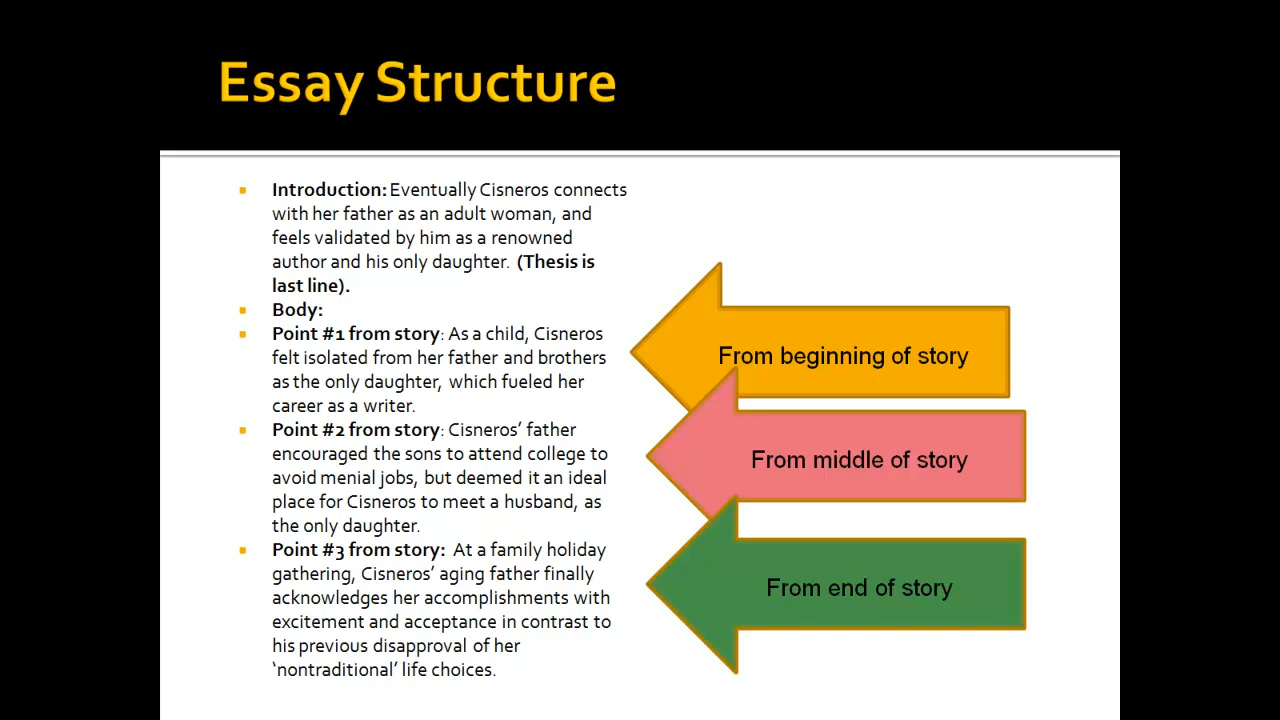 Essay Structure
Introduction: Eventually Cisneros connects
with her father as an adult woman, and
feels validated by him as a renowned
author and his only daughter. (Thesis is
last line).
Body:
Point #1 from story: As a child, Cisneros
felt isolated from her father and brothers
as the only daughter, which fueled her
career as a writer.
Point #2 from story: Cisneros’ father
encouraged the sons to attend college to
avoid menial jobs, but deemed it an ideal
place for Cisneros to meet a husband, as
the only daughter.
Point #3 from story: At a family holiday
gathering, Cisneros’ aging father finally
acknowledges her accomplishments with
excitement and acceptance in contrast to
his previous disapproval of her
‘nontraditional’ life choices.
From beginning of story
From middle of story
From end of story